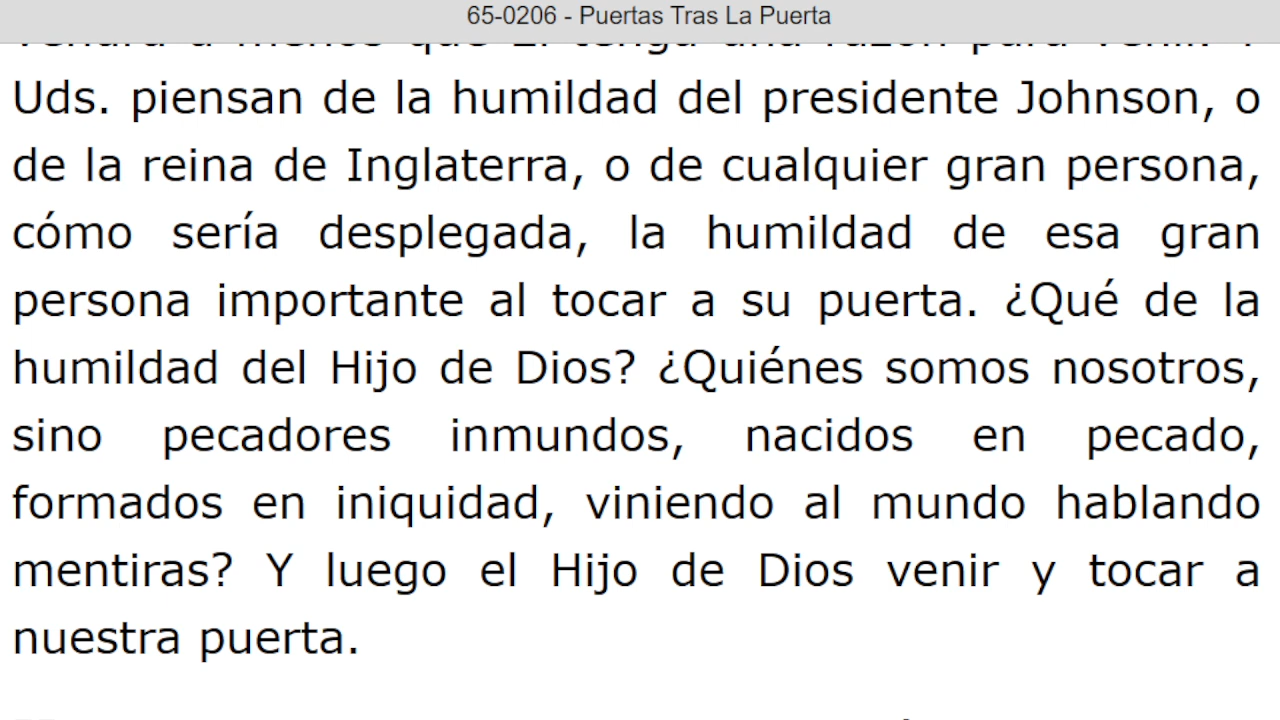 65-0206 - Puertas Tras La Puerta
Uds. piensan de la humildad del presidente Johnson, o
de la reina de Inglaterra, o de cualquier gran persona,
cómo sería desplegada, la humildad de esa gran
persona importante al tocar a su puerta. ¿Qué de la
humildad del Hijo de Dios? ¿Quiénes somos nosotros,
sino pecadores inmundos, nacidos en pecado,
formados en iniquidad, viniendo al mundo hablando
mentiras? Y luego el Hijo de Dios venir y tocar a
nuestra puerta.